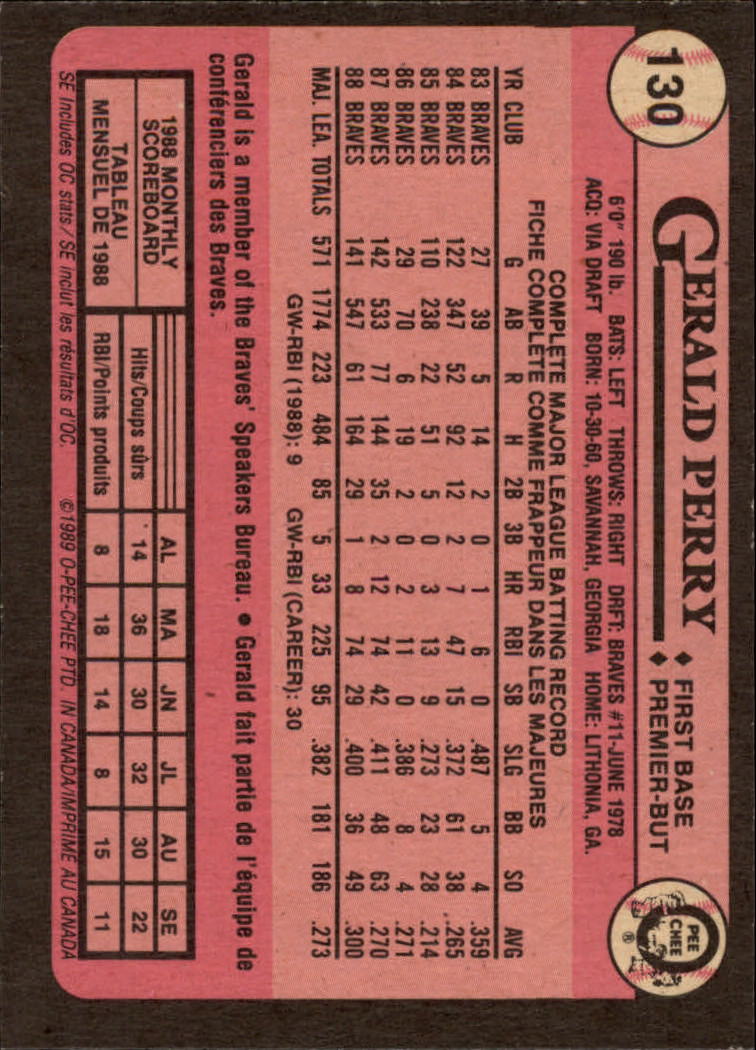 130
GERALD PERRY
♦ FIRST BASE
♦ PREMIER-BUT
O PEE CHEE ®
6'0" 190 lb. BATS: LEFT THROWS: RIGHT DRFT: BRAVES #11-JUNE 1978
ACQ: VIA DRAFT BORN: 10-30-60, SAVANNAH, GEORGIA HOME: LITHONIA, GA.
COMPLETE MAJOR LEAGUE BATTING RECORD
FICHE COMPLÈTE COMME FRAPPEUR DANS LES MAJEURES
YR CLUB G AB R H 2B 3B HR RBI SB SLG BB SO AVG
83 BRAVES 27 39 5 14 2 0 1 6 0 .487 5 4 .359
84 BRAVES 122 347 52 92 12 2 7 47 15 .372 61 38 .265
85 BRAVES 110 238 22 51 5 0 3 13 9 .273 23 28 .214
86 BRAVES 29 70 6 19 2 0 2 11 0 .386 8 4 .271
87 BRAVES 142 533 77 144 35 2 12 74 42 .411 48 63 .270
88 BRAVES 141 547 61 164 29 1 8 74 29 .400 36 49 .300
MAJ. LEA. TOTALS 571 1774 223 484 85 5 33 225 95 .382 181 186 .273
GW-RBI (1988): 9 GW-RBI (CAREER): 30
Gerald is a member of the Braves' Speakers Bureau. • Gerald fait partie de l'équipe de
conférenciers des Braves.
1988 MONTHLY
SCOREBOARD
TABLEAU
MENSUEL DE 1988
AL MA JN JL AU SE
Hits/Coups sûrs 14 36 30 32 30 22
RBI/Points produits 8 18 14 8 15 11
SE Includes OC stats / SE inclut les résultats d'OC. ©1989 O-PEE-CHEE PTD. IN CANADA/IMPRIMÉ AU CANADA